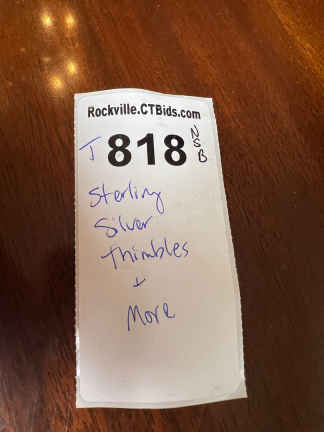 Rockville.CTBids.com
J 818 NSB
Sterling
Silver
Thimbles
+
More